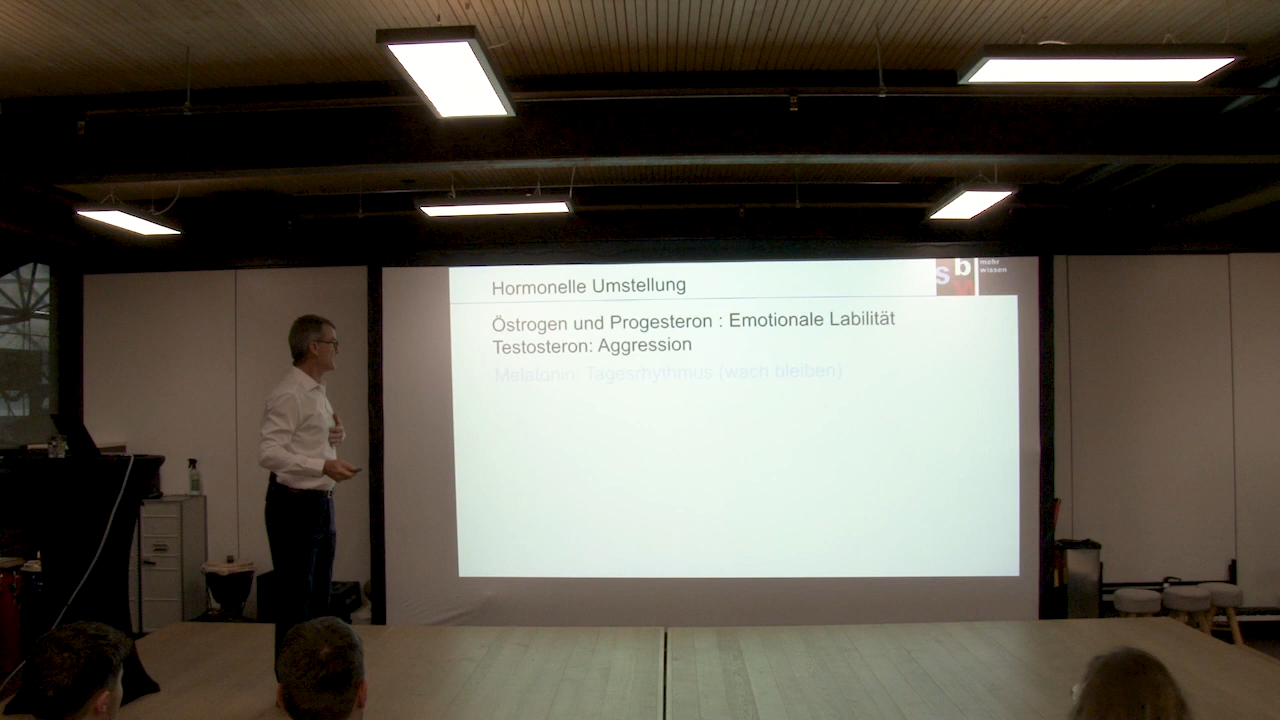 Hormonelle Umstellung
sb
mehr
wissen
Östrogen und Progesteron : Emotionale Labilität
Testosteron: Aggression
Melatonin: Tagesrhythmus (wach bleiben)